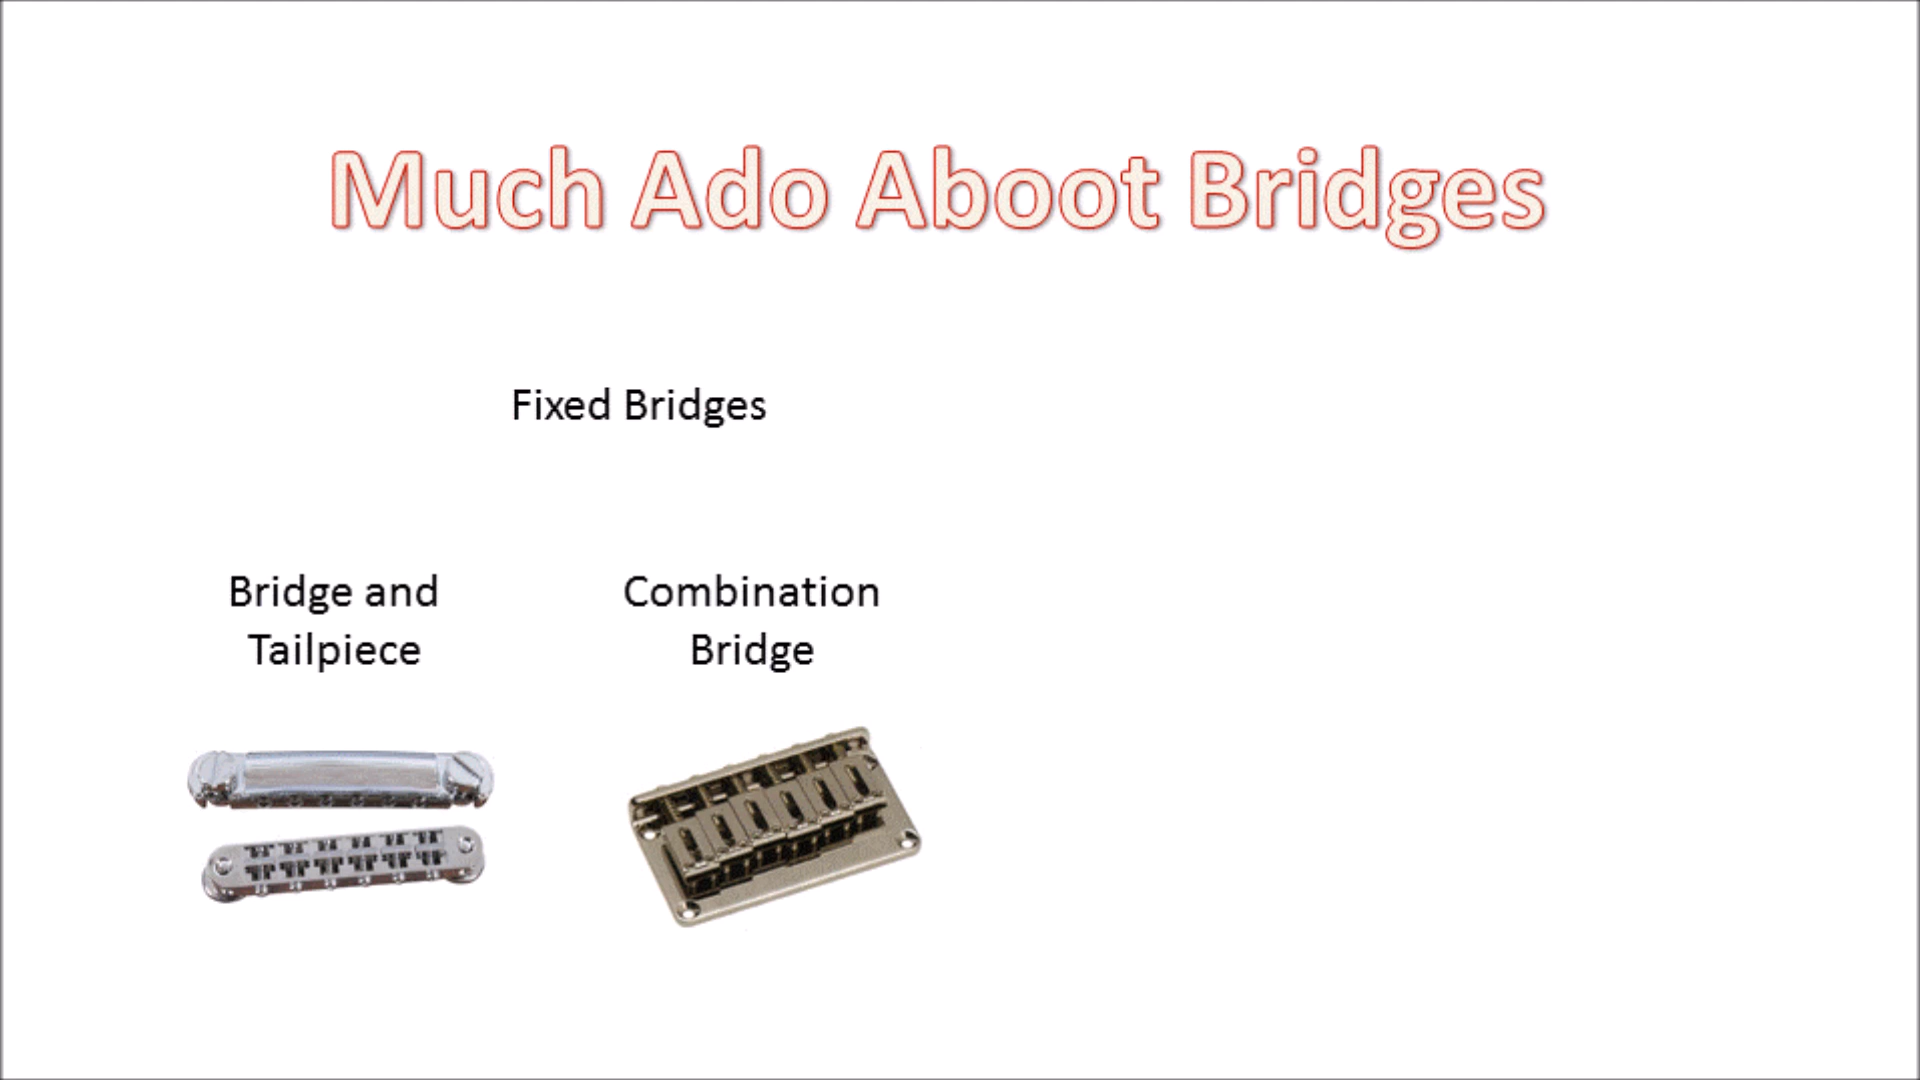 Much Ado Aboot Bridges
Fixed Bridges
Bridge and
Tailpiece
Combination
Bridge